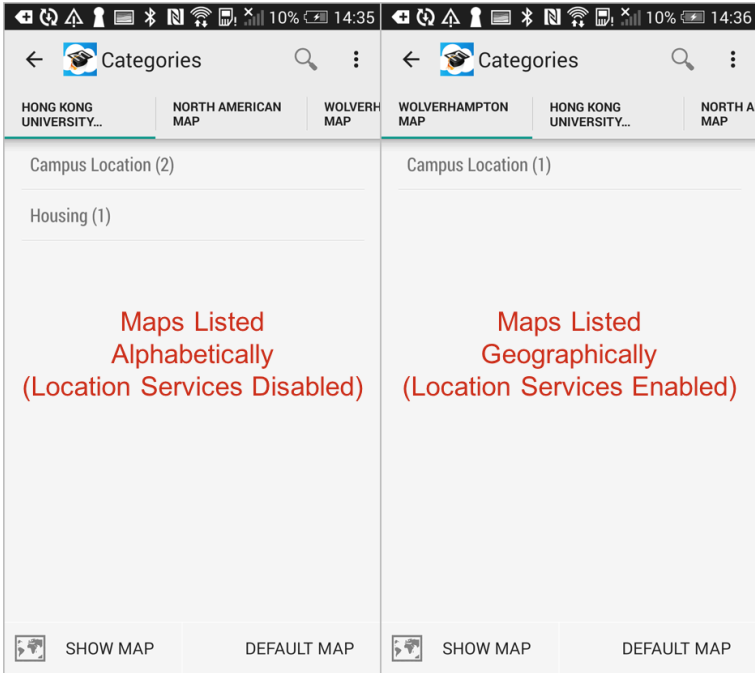 10% 14:35
Categories
HONG KONG
UNIVERSITY...
NORTH AMERICAN
MAP
WOLVERH
MAP
Campus Location (2)
Housing (1)
Maps Listed
Alphabetically
(Location Services Disabled)
SHOW MAP
DEFAULT MAP
10% 14:36
Categories
WOLVERHAMPTON
MAP
HONG KONG
UNIVERSITY...
NORTH A
MAP
Campus Location (1)
Maps Listed
Geographically
(Location Services Enabled)
SHOW MAP
DEFAULT MAP